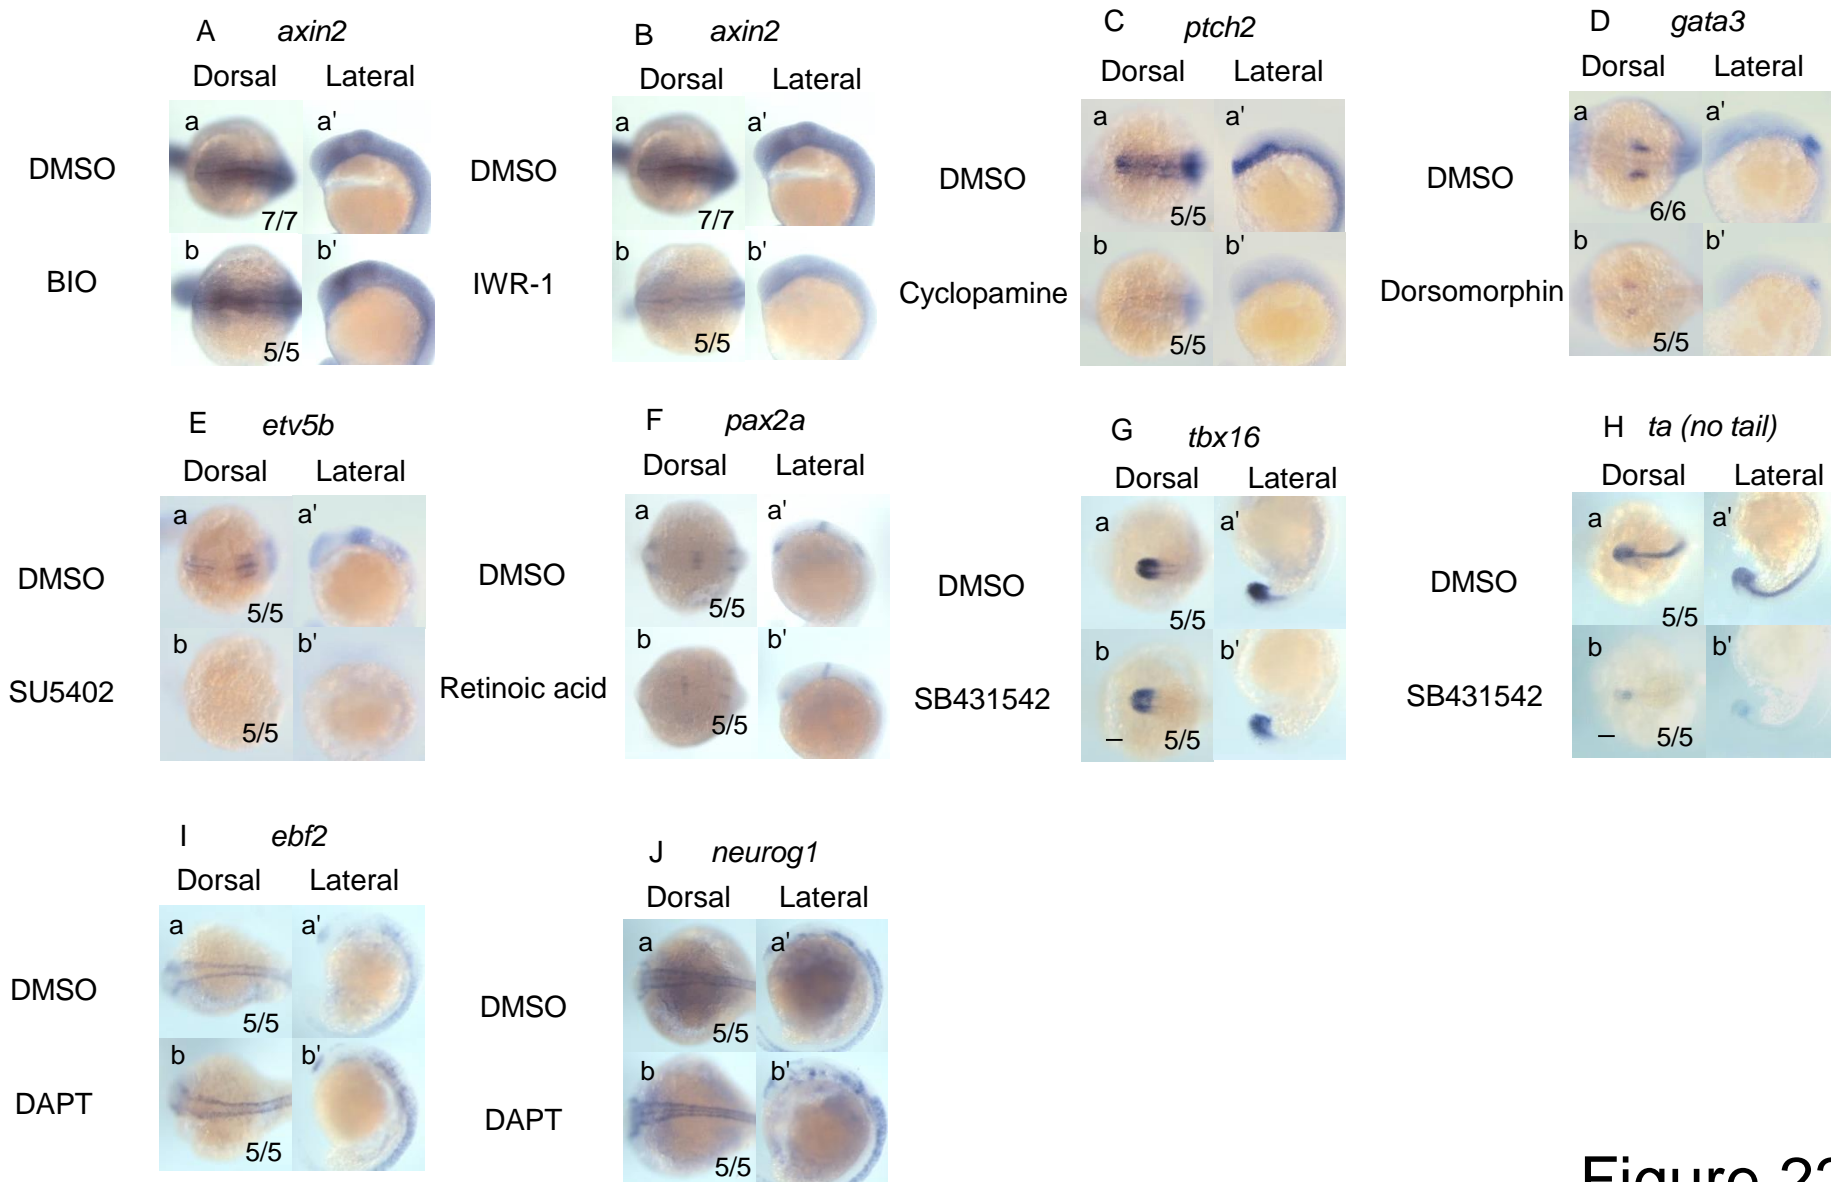 A axin2
Dorsal Lateral
a a'
DMSO
7/7
b b'
BIO
5/5
B axin2
Dorsal Lateral
a a'
DMSO
7/7
b b'
IWR-1
5/5
C ptch2
Dorsal Lateral
a a'
DMSO
5/5
b b'
Cyclopamine
5/5
D gata3
Dorsal Lateral
a a'
DMSO
6/6
b b'
Dorsomorphin
5/5
E etv5b
Dorsal Lateral
a a'
DMSO
5/5
b b'
SU5402
5/5
F pax2a
Dorsal Lateral
a a'
DMSO
5/5
b b'
Retinoic acid
5/5
G tbx16
Dorsal Lateral
a a'
DMSO
5/5
b b'
SB431542
5/5
H ta (no tail)
Dorsal Lateral
a a'
DMSO
5/5
b b'
SB431542
5/5
I ebf2
Dorsal Lateral
a a'
DMSO
5/5
b b'
DAPT
5/5
J neurog1
Dorsal Lateral
a a'
DMSO
5/5
b b'
DAPT
5/5
Figure